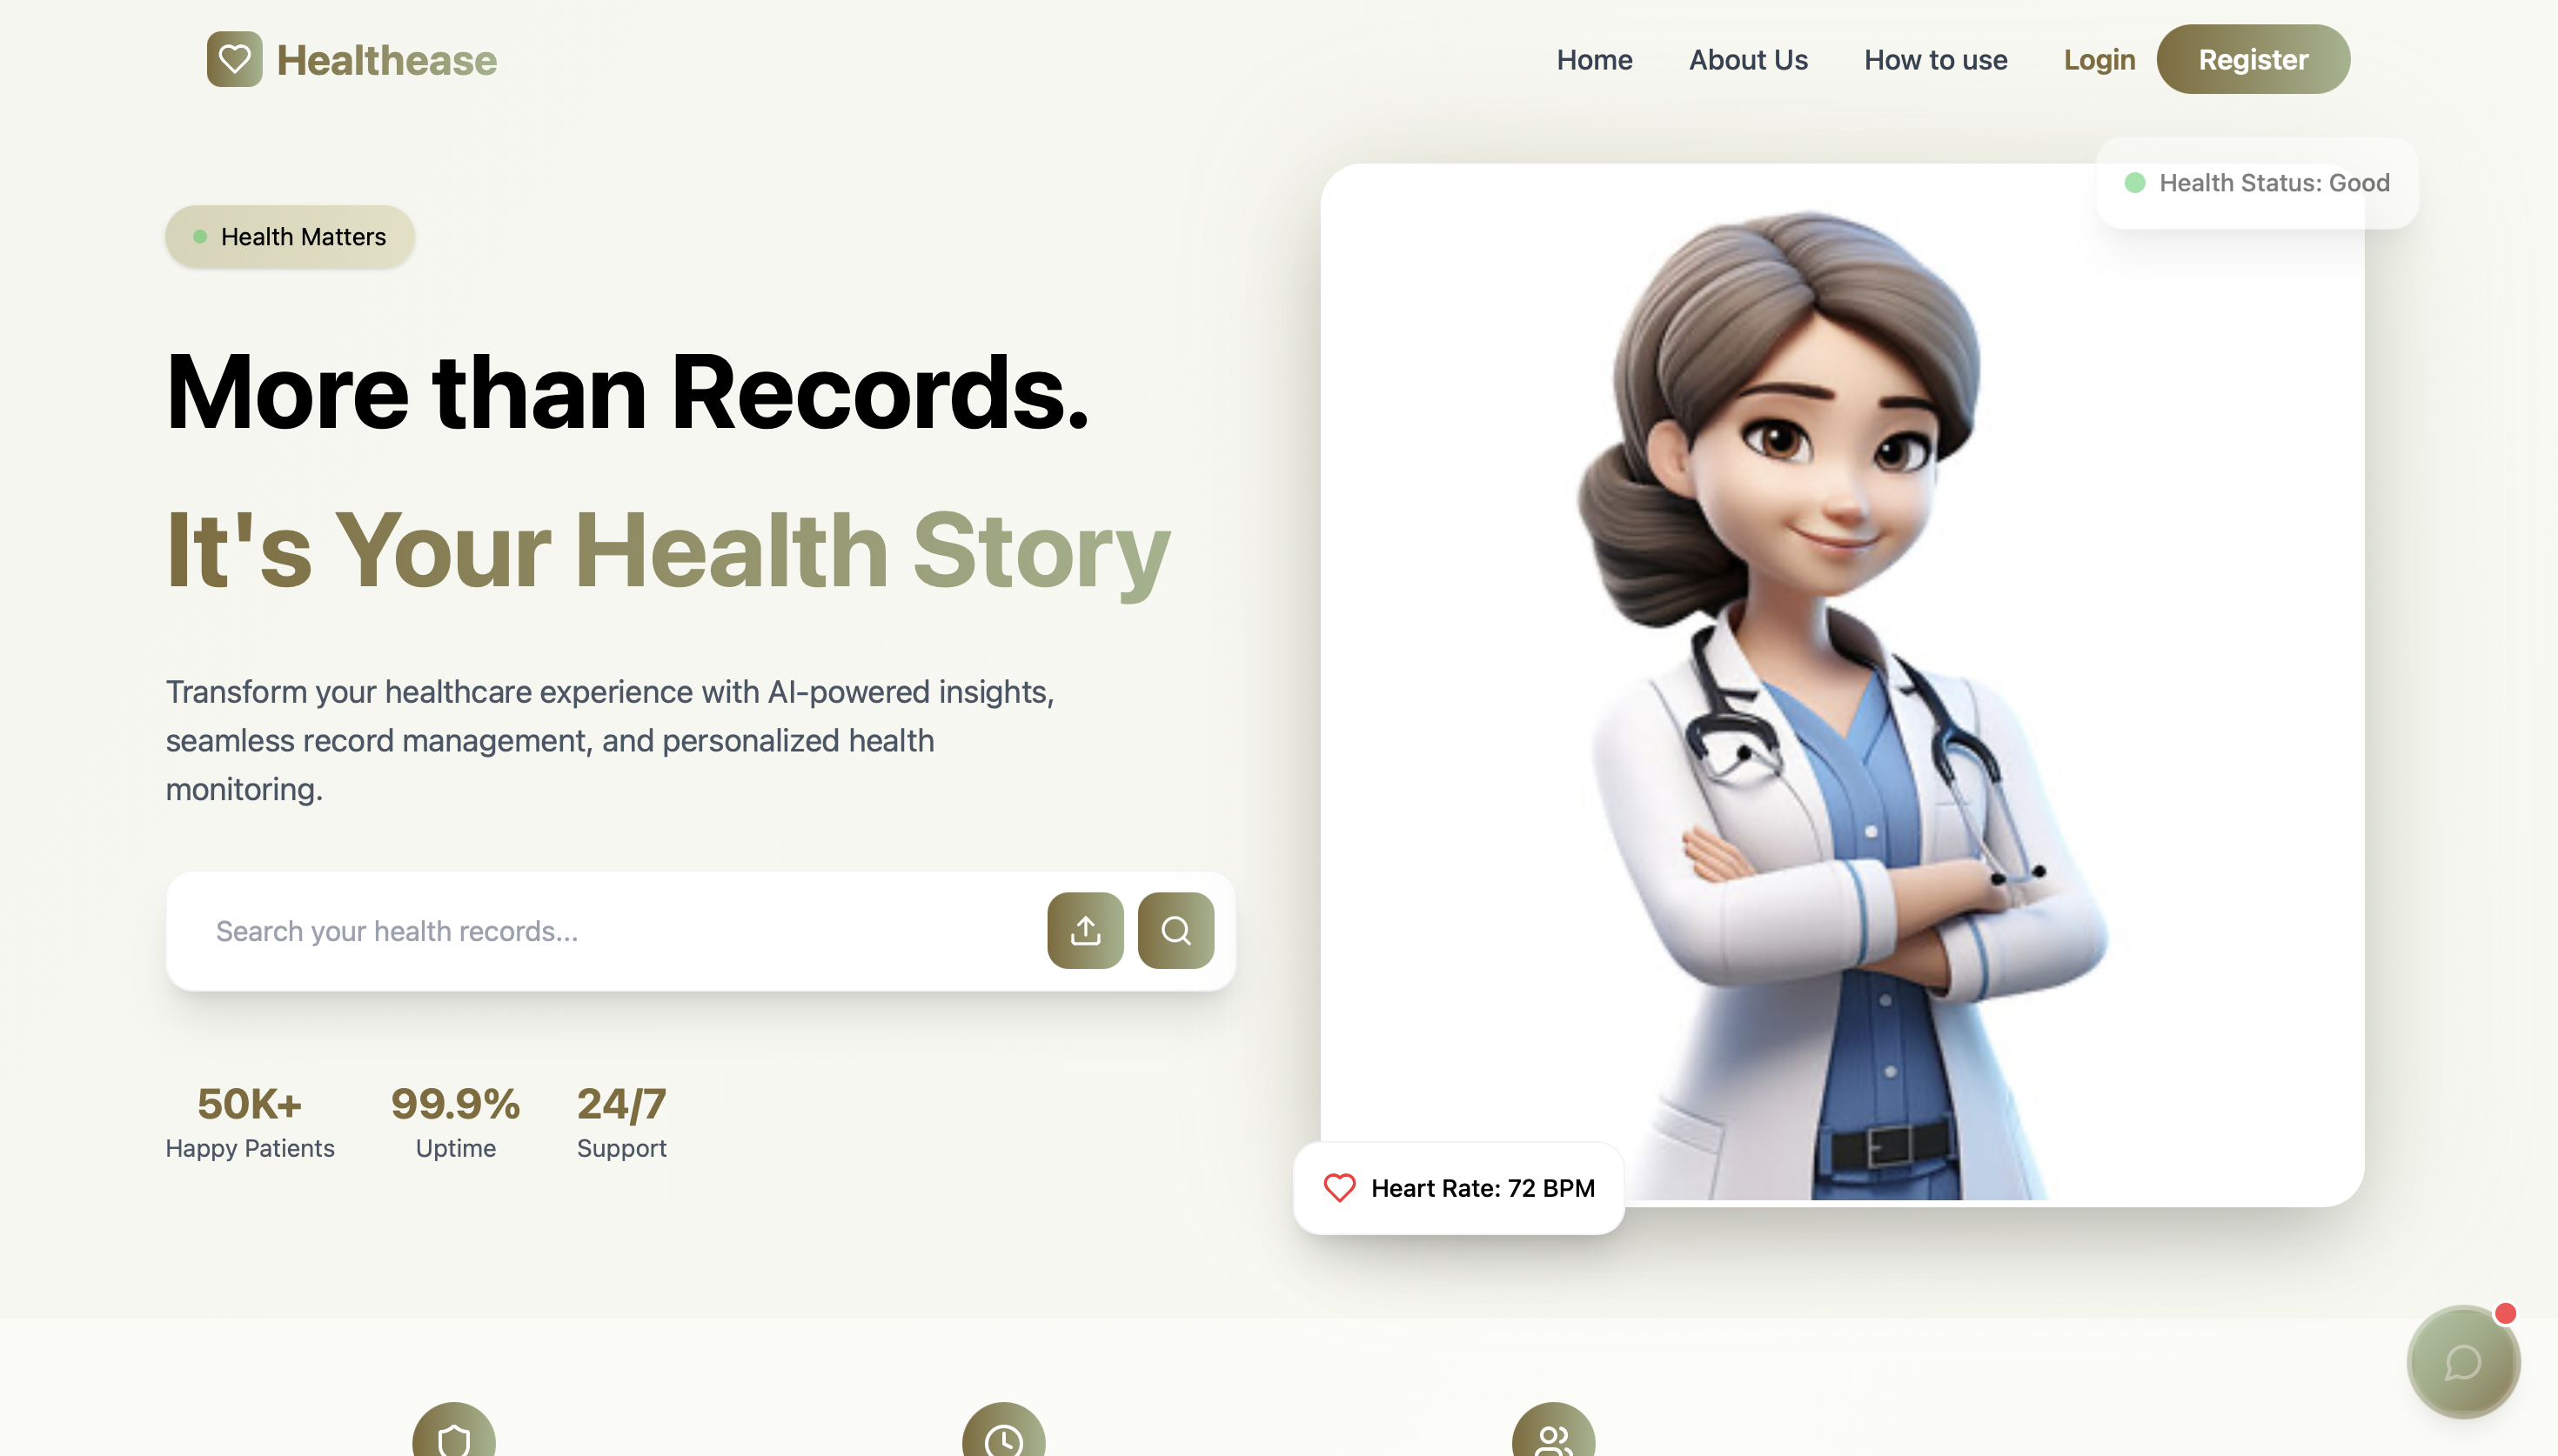 Healthease
Home
About Us
How to use
Login
Register
Health Status: Good
Health Matters
More than Records.
It's Your Health Story
Transform your healthcare experience with AI-powered insights,
seamless record management, and personalized health
monitoring.
Search your health records...
50K+
Happy Patients
99.9%
Uptime
24/7
Support
Heart Rate: 72 BPM